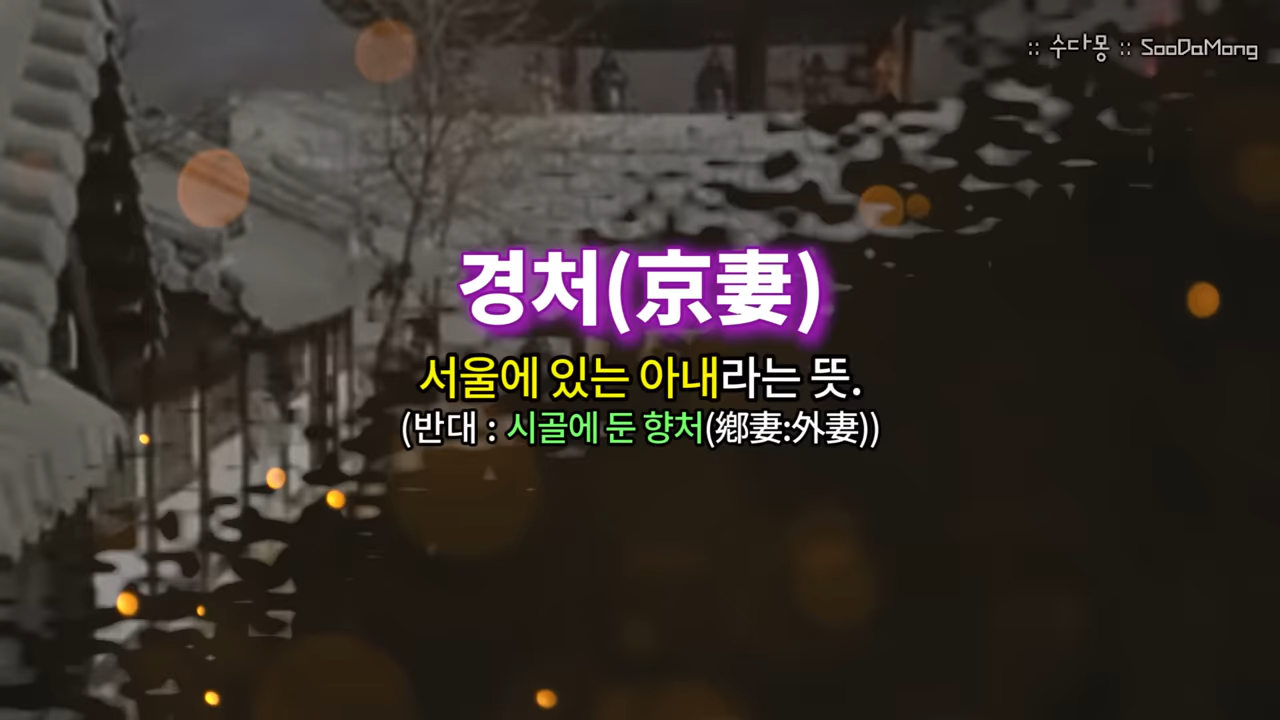 :: 수다몽 :: SooDaMong
경처(京妻)
서울에 있는 아내라는 뜻.
(반대 : 시골에 둔 향처(鄕妻:外妻))